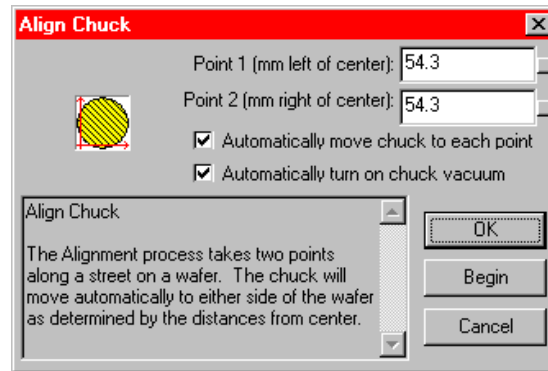 Align Chuck
Point 1 (mm left of center): 54.3
Point 2 (mm right of center): 54.3
Automatically move chuck to each point
Automatically turn on chuck vacuum
Align Chuck
The Alignment process takes two points
along a street on a wafer. The chuck will
move automatically to either side of the wafer
as determined by the distances from center.
OK
Begin
Cancel